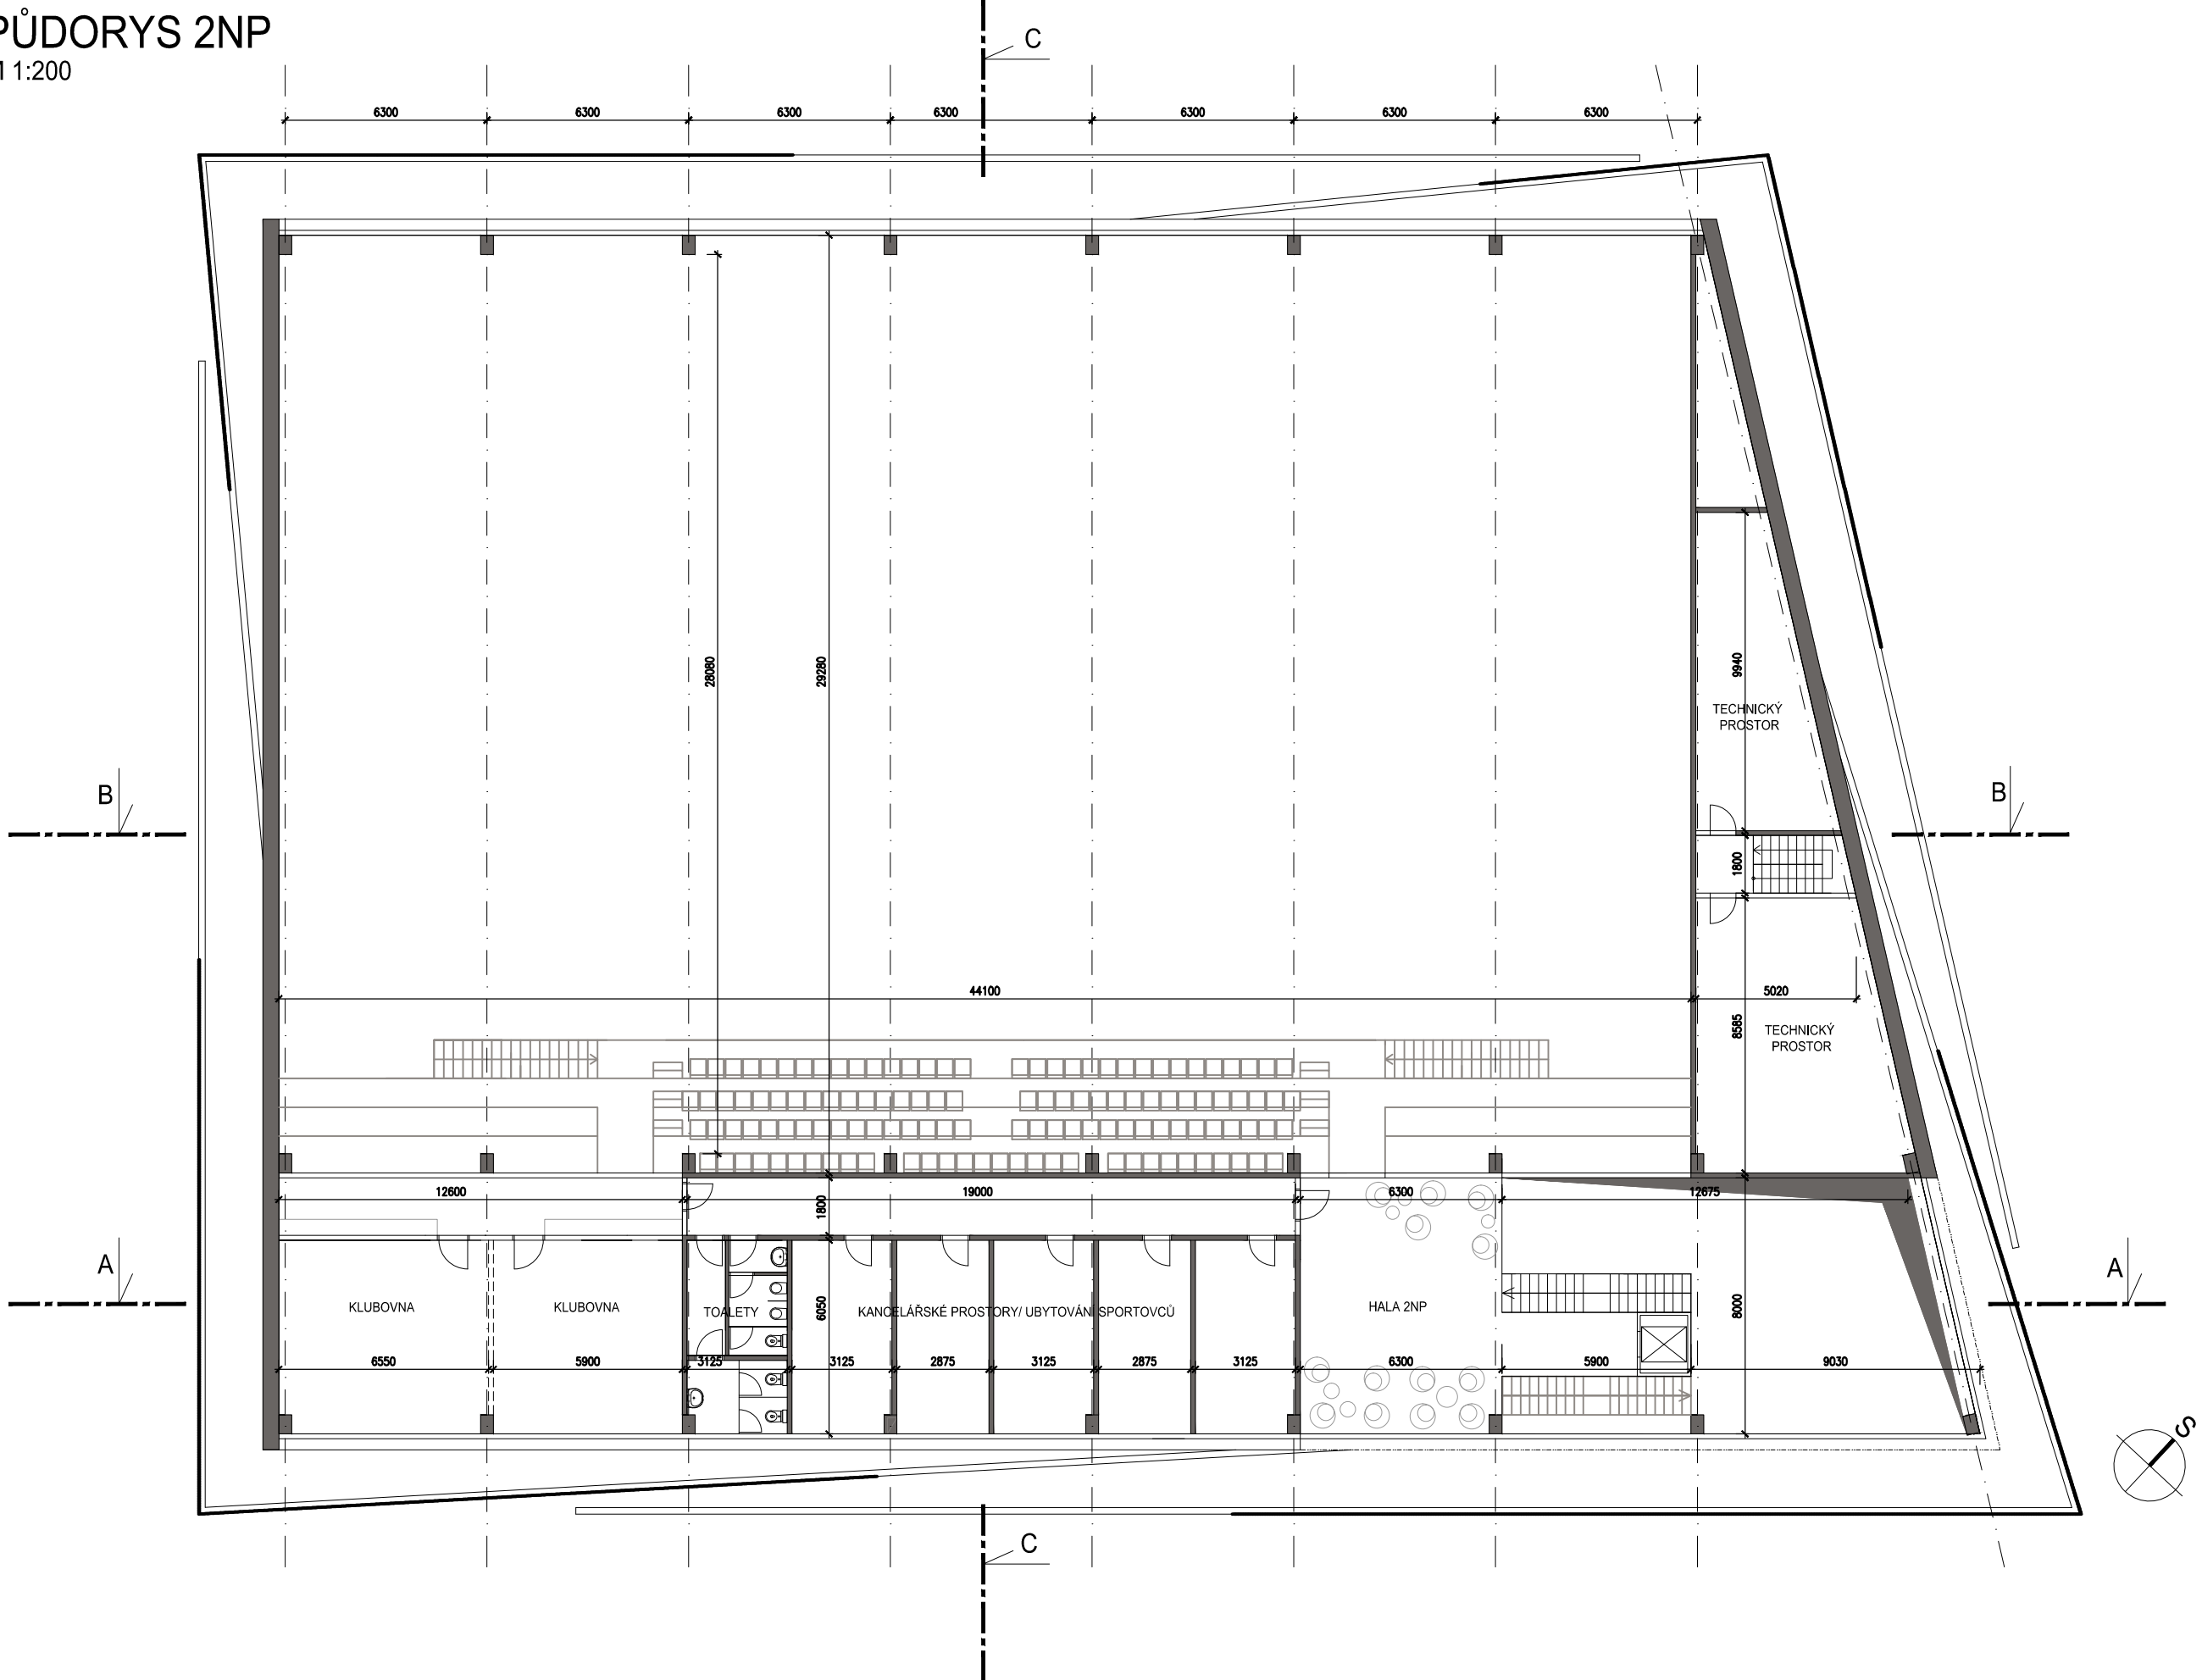 PŮDORYS 2NP
1:200
C
6300 6300 6300 6300 6300 6300 6300
28080
29280
9940
TECHNICKÝ
PROSTOR
B
B
1800
44100
5020
8585
TECHNICKÝ
PROSTOR
12600
19000
6300
12675
1800
A
A
KLUBOVNA
KLUBOVNA
TOALETY
6050
KANCELÁŘSKÉ PROSTORY/ UBYTOVÁNÍ SPORTOVCŮ
HALA 2NP
8000
6550 5900 3125 3125 2875 3125 2875 3125 6300 5900 9030
S
C